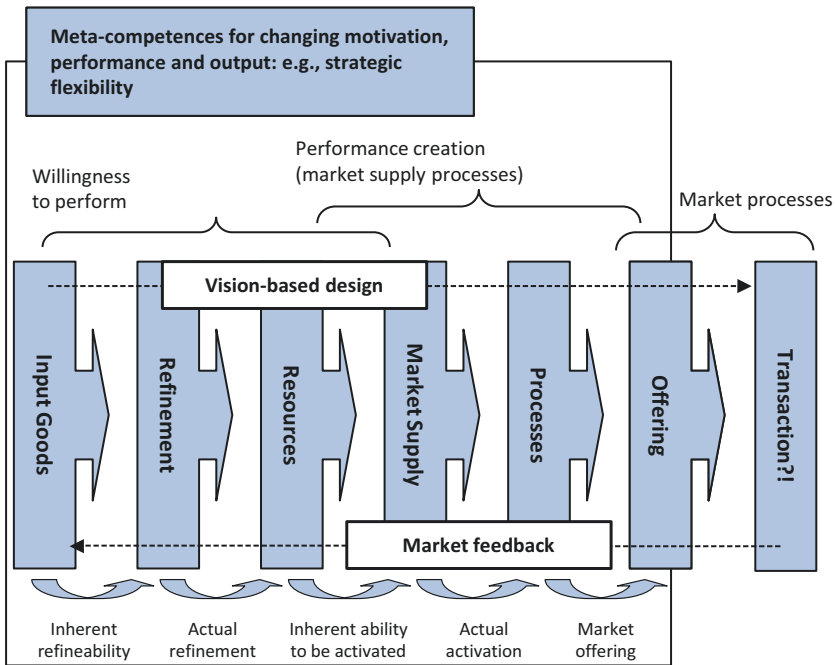 Meta-competences for changing motivation,
performance and output: e.g., strategic
flexibility
Willingness
to perform
Performance creation
(market supply processes)
Market processes
Vision-based design
Input Goods
Refinement
Resources
Market Supply
Processes
Offering
Transaction?!
Market feedback
Inherent
refineability
Actual
refinement
Inherent ability
to be activated
Actual
activation
Market
offering